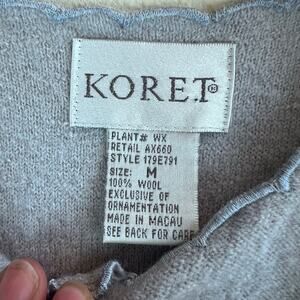 KORET®
PLANT# WX
RETAIL AX660
STYLE 179E791
SIZE: M
100% WOOL
EXCLUSIVE OF
ORNAMENTATION
MADE IN MACAU
SEE BACK FOR CARE